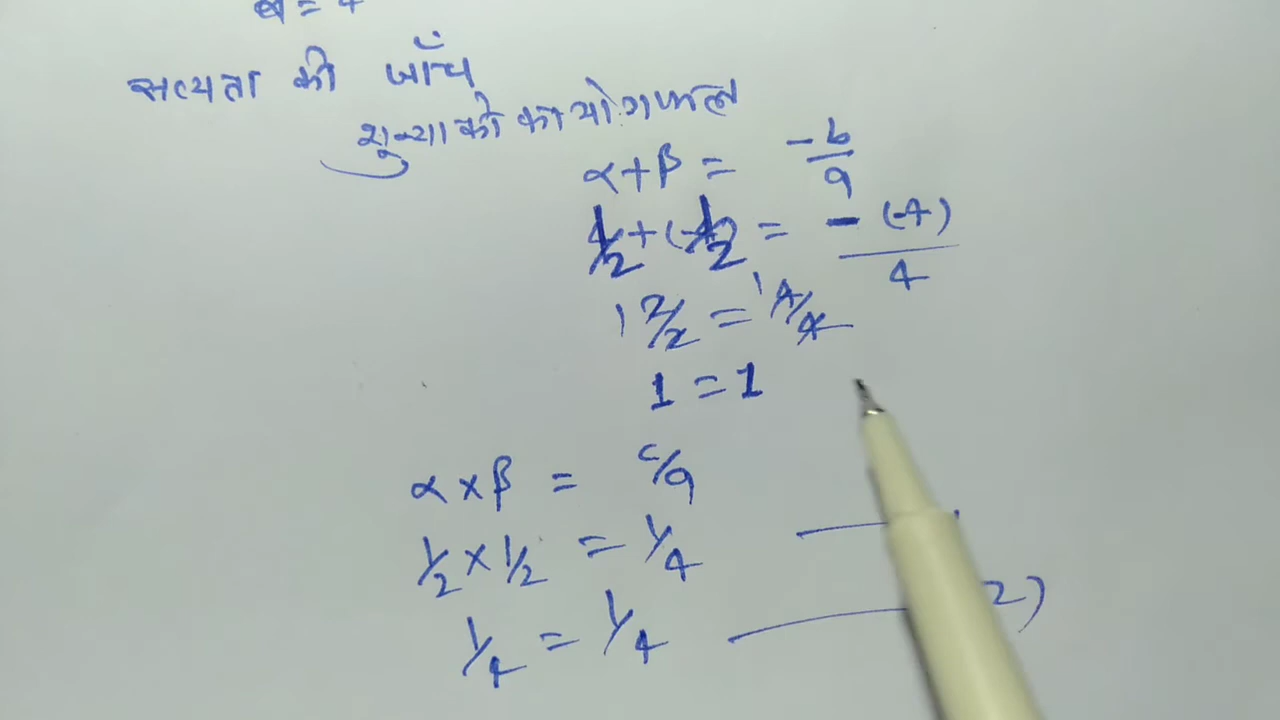 सत्यता की जाँच
शुन्याको का योगफल
α+β = -b/a
1/2+(-1/2) = -(-4)/4
1 2/2 = 1 4/4
1 = 1
α×β = c/a
1/2 × 1/2 = 1/4
1/4 = 1/4 2)